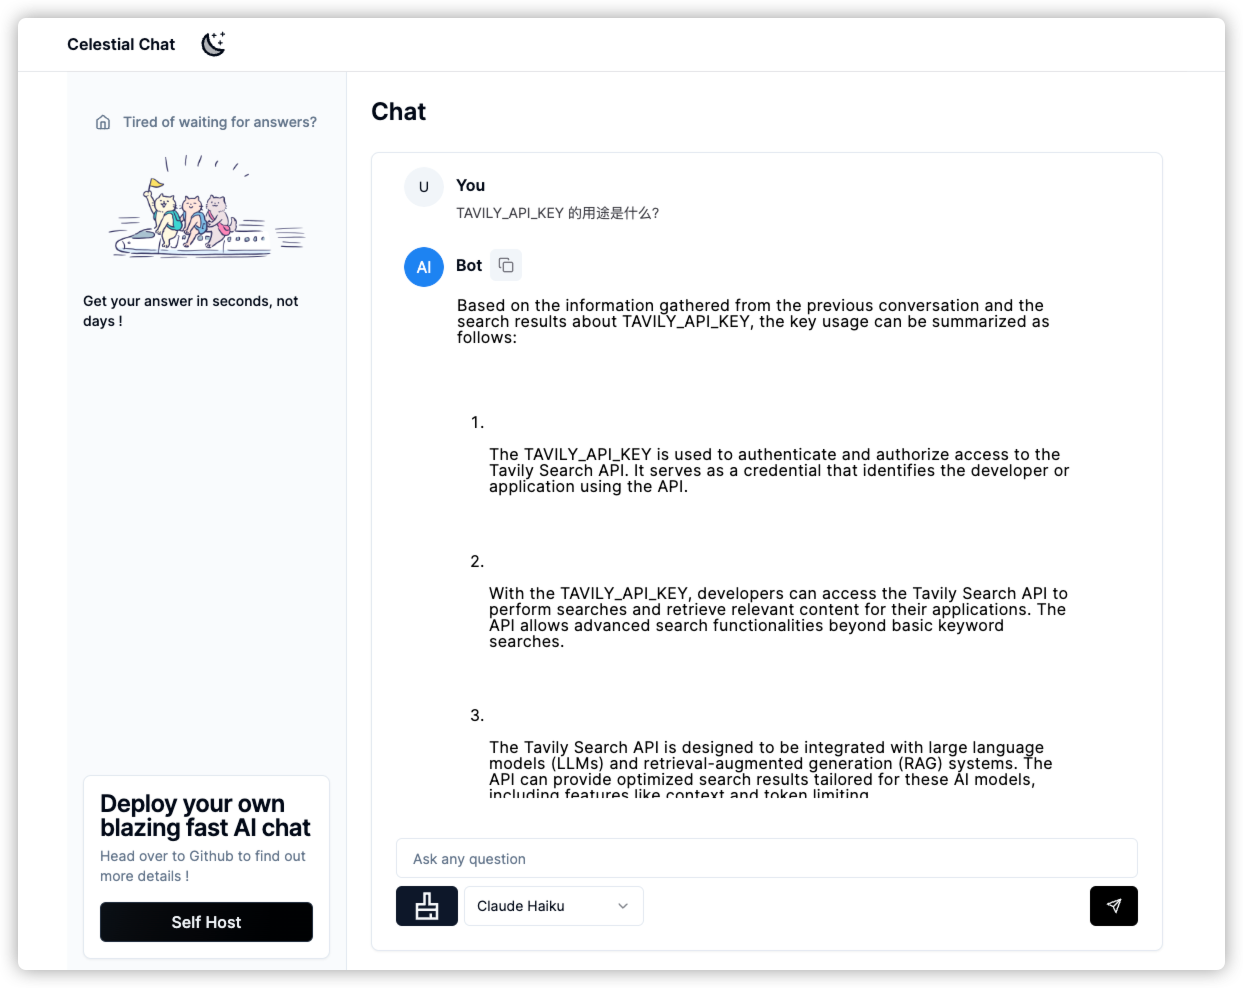 Celestial Chat
Tired of waiting for answers?
Get your answer in seconds, not
days !
Deploy your own
blazing fast AI chat
Head over to Github to find out
more details !
Self Host
Chat
U
You
TAVILY_API_KEY 的用途是什么?
AI
Bot
Based on the information gathered from the previous conversation and the
search results about TAVILY_API_KEY, the key usage can be summarized as
follows:
1.
The TAVILY_API_KEY is used to authenticate and authorize access to the
Tavily Search API. It serves as a credential that identifies the developer or
application using the API.
2.
With the TAVILY_API_KEY, developers can access the Tavily Search API to
perform searches and retrieve relevant content for their applications. The
API allows advanced search functionalities beyond basic keyword
searches.
3.
The Tavily Search API is designed to be integrated with large language
models (LLMs) and retrieval-augmented generation (RAG) systems. The
API can provide optimized search results tailored for these AI models,
including features like context and token limiting.
Ask any question
Claude Haiku